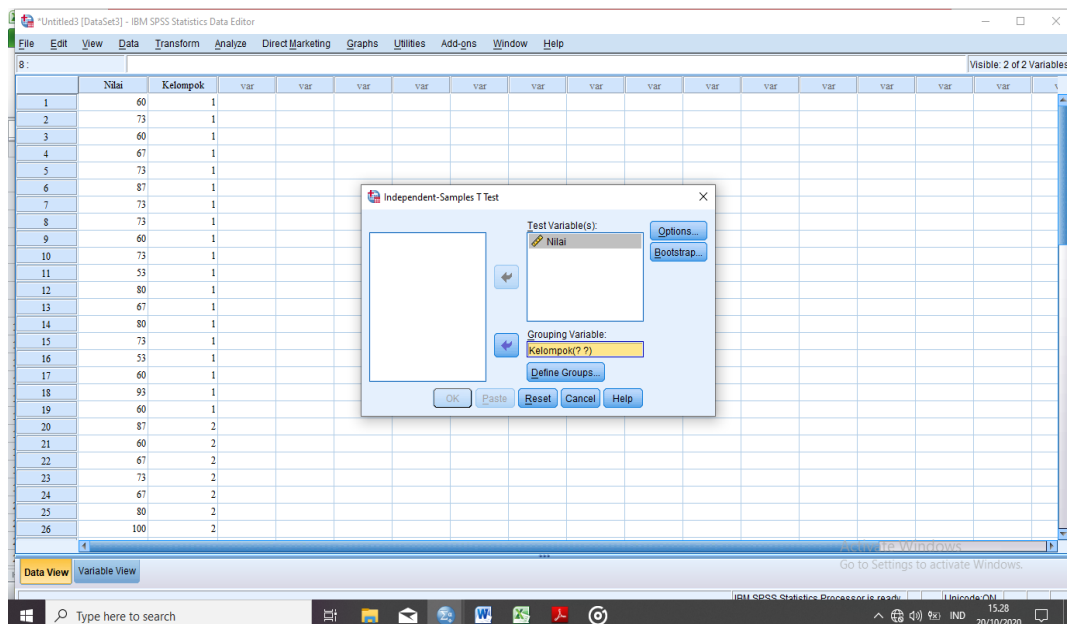 *Untitled3 [DataSet3] - IBM SPSS Statistics Data Editor
File Edit View Data Transform Analyze Direct Marketing Graphs Utilities Add-ons Window Help
8 :
Visible: 2 of 2 Variables
Nilai Kelompok var var var var var var var var var var var var var var
1 60 1
2 73 1
3 60 1
4 67 1
5 73 1
6 87 1
7 73 1
8 73 1
9 60 1
10 73 1
11 53 1
12 80 1
13 67 1
14 80 1
15 73 1
16 53 1
17 60 1
18 93 1
19 60 1
20 87 2
21 60 2
22 67 2
23 73 2
24 67 2
25 80 2
26 100 2
Independent-Samples T Test
Test Variable(s):
Nilai
Options...
Bootstrap...
Grouping Variable:
Kelompok(? ?)
Define Groups...
OK Paste Reset Cancel Help
Activate Windows
Go to Settings to activate Windows.
Data View Variable View
IBM SPSS Statistics Processor is ready Unicode:ON
Type here to search
IND
15.28
20/10/2020